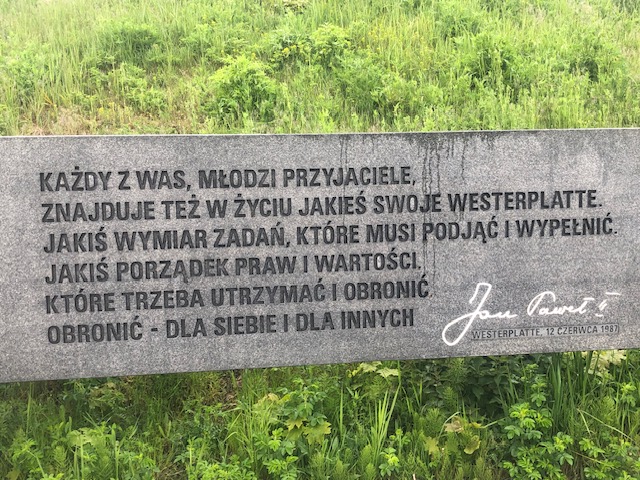 KAŻDY Z WAS, MŁODZI PRZYJACIELE,
ZNAJDUJE TEŻ W ŻYCIU JAKIEŚ SWOJE WESTERPLATTE.
JAKIŚ WYMIAR ZADAŃ, KTÓRE MUSI PODJĄĆ I WYPEŁNIĆ.
JAKIŚ PORZĄDEK PRAW I WARTOŚCI,
KTÓRE TRZEBA UTRZYMAĆ I OBRONIĆ
OBRONIĆ - DLA SIEBIE I DLA INNYCH
Jan Paweł II
WESTERPLATTE, 12 CZERWCA 1987